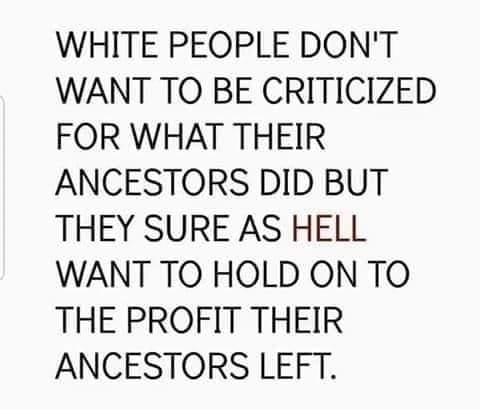 WHITE PEOPLE DON'T
WANT TO BE CRITICIZED
FOR WHAT THEIR
ANCESTORS DID BUT
THEY SURE AS HELL
WANT TO HOLD ON TO
THE PROFIT THEIR
ANCESTORS LEFT.